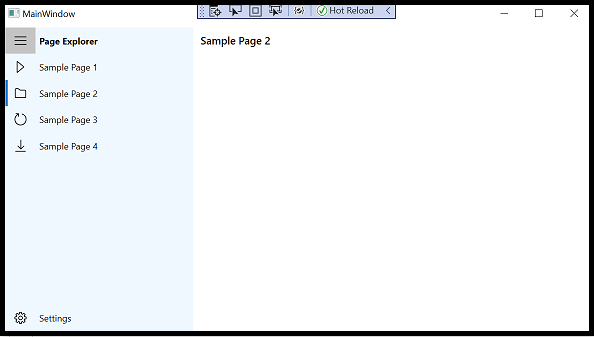 MainWindow
Hot Reload
Page Explorer
Sample Page 2
Sample Page 1
Sample Page 2
Sample Page 3
Sample Page 4
Settings